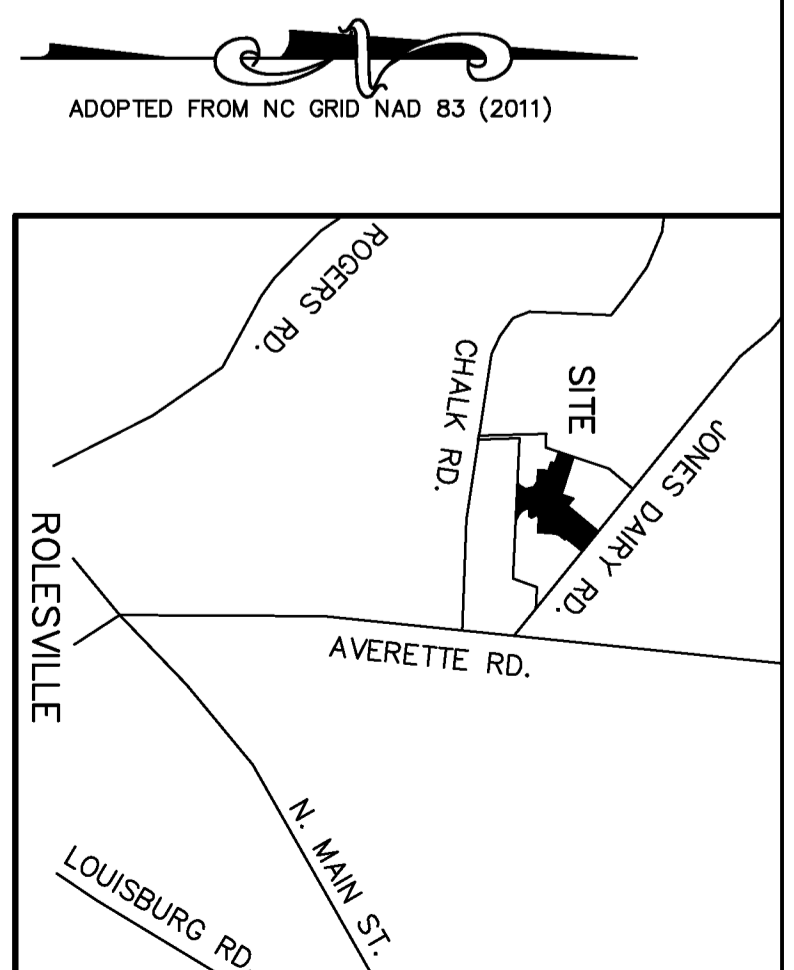 ADOPTED FROM NC GRID NAD 83 (2011)
ROGERS RD.
CHALK RD.
SITE
JONES DAIRY RD.
ROLESVILLE
AVERETTE RD.
N. MAIN ST.
LOUISBURG RD.